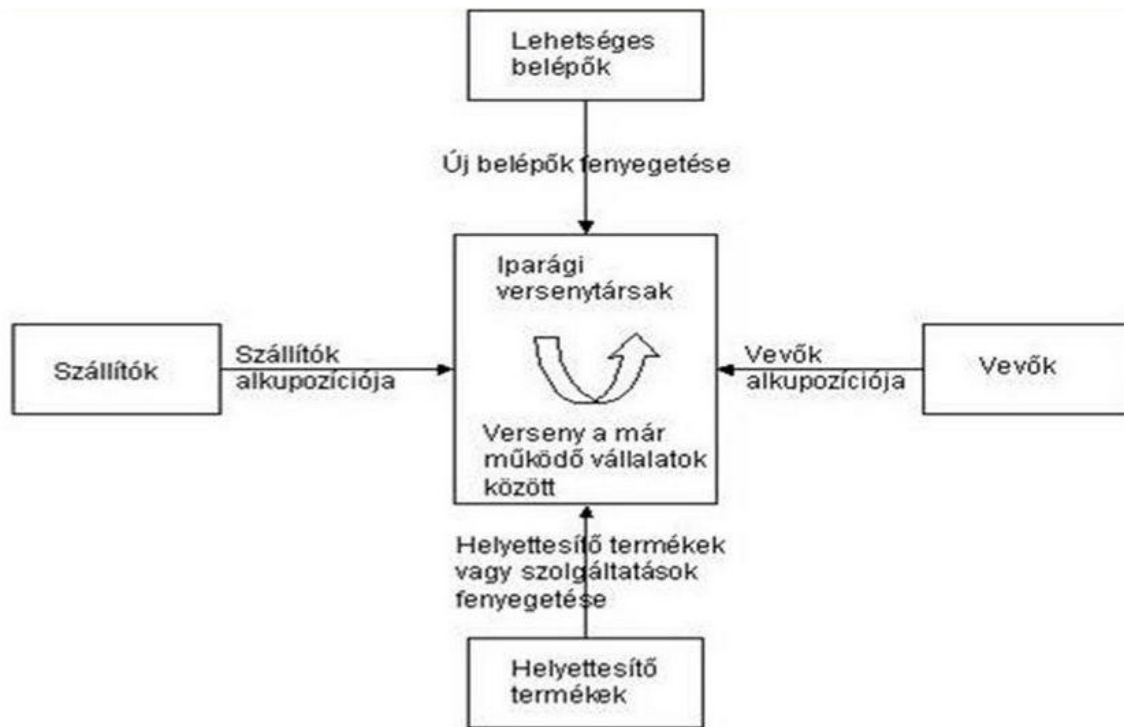 Lehetséges
belépők
Új belépők fenyegetése
Iparági
versenytársak
Szállítók
Szállítók
alkupozíciója
Vevők
alkupozíciója
Vevők
Verseny a már
működő vállalatok
között
Helyettesítő termékek
vagy szolgáltatások
fenyegetése
Helyettesítő
termékek